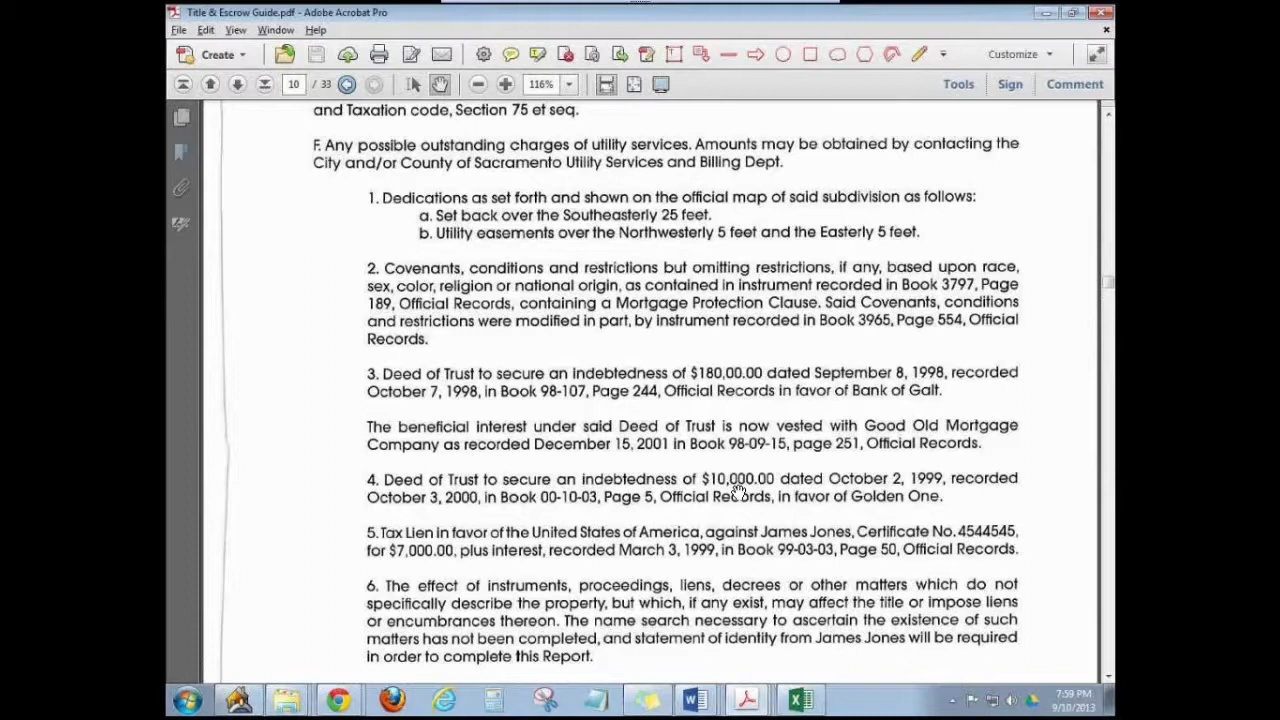 Title & Escrow Guide.pdf - Adobe Acrobat Pro
File Edit View Window Help
Create Customize
10 / 33 116% Tools Sign Comment
and Taxation code, Section 75 et seq.
F. Any possible outstanding charges of utility services. Amounts may be obtained by contacting the
City and/or County of Sacramento Utility Services and Billing Dept.
1. Dedications as set forth and shown on the official map of said subdivision as follows:
a. Set back over the Southeasterly 25 feet.
b. Utility easements over the Northwesterly 5 feet and the Easterly 5 feet.
2. Covenants, conditions and restrictions but omitting restrictions, if any, based upon race,
sex, color, religion or national origin, as contained in instrument recorded in Book 3797, Page
189, Official Records, containing a Mortgage Protection Clause. Said Covenants, conditions
and restrictions were modified in part, by instrument recorded in Book 3965, Page 554, Official
Records.
3. Deed of Trust to secure an indebtedness of $180,00.00 dated September 8, 1998, recorded
October 7, 1998, in Book 98-107, Page 244, Official Records in favor of Bank of Galt.
The beneficial interest under said Deed of Trust is now vested with Good Old Mortgage
Company as recorded December 15, 2001 in Book 98-09-15, page 251, Official Records.
4. Deed of Trust to secure an indebtedness of $10,000.00 dated October 2, 1999, recorded
October 3, 2000, in Book 00-10-03, Page 5, Official Records, in favor of Golden One.
5. Tax Lien in favor of the United States of America, against James Jones, Certificate No. 4544545,
for $7,000.00, plus interest, recorded March 3, 1999, in Book 99-03-03, Page 50, Official Records.
6. The effect of instruments, proceedings, liens, decrees or other matters which do not
specifically describe the property, but which, if any exist, may affect the title or impose liens
or encumbrances thereon. The name search necessary to ascertain the existence of such
matters has not been completed, and statement of identity from James Jones will be required
in order to complete this Report.
7:59 PM
9/10/2013